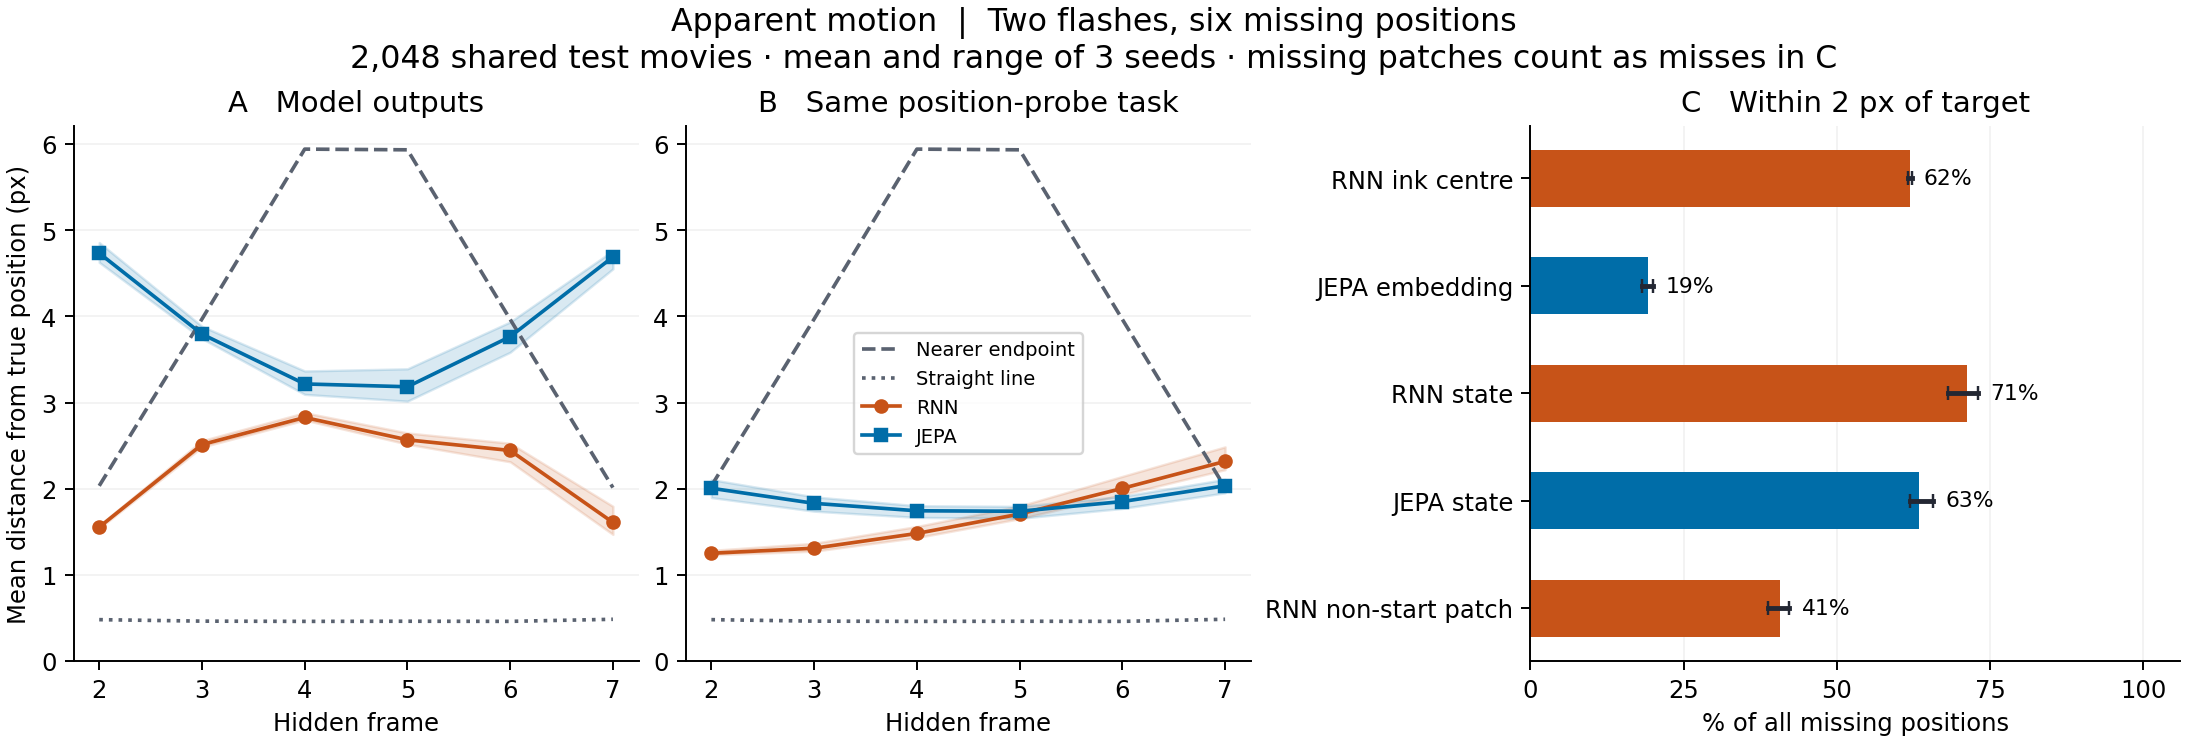 Apparent motion | Two flashes, six missing positions
2,048 shared test movies · mean and range of 3 seeds · missing patches count as misses in C
A Model outputs
Mean distance from true position (px)
6
5
4
3
2
1
0
2 3 4 5 6 7
Hidden frame
B Same position-probe task
6
5
4
3
2
1
0
Nearer endpoint
Straight line
RNN
JEPA
2 3 4 5 6 7
Hidden frame
C Within 2 px of target
RNN ink centre 62%
JEPA embedding 19%
RNN state 71%
JEPA state 63%
RNN non-start patch 41%
0 25 50 75 100
% of all missing positions